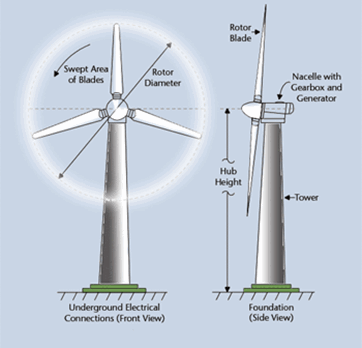 Swept Area
of Blades
Rotor
Diameter
Rotor
Blade
Nacelle with
Gearbox and
Generator
Hub
Height
Tower
Underground Electrical
Connections (Front View)
Foundation
(Side View)